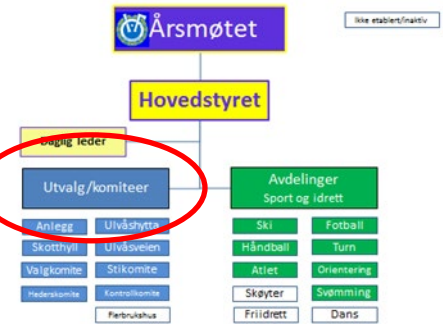 Årsmøtet
Ikke etablert/inaktiv
Hovedstyret
Daglig leder
Utvalg/komiteer
Avdelinger
Sport og idrett
Anlegg
Ulvåshytta
Ski
Fotball
Skotthyll
Ulvåsveien
Håndball
Turn
Valgkomite
Stikomite
Atlet
Orientering
Hederskomite
Kontrollkomite
Skøyter
Svømming
Flerbrukshus
Friidrett
Dans